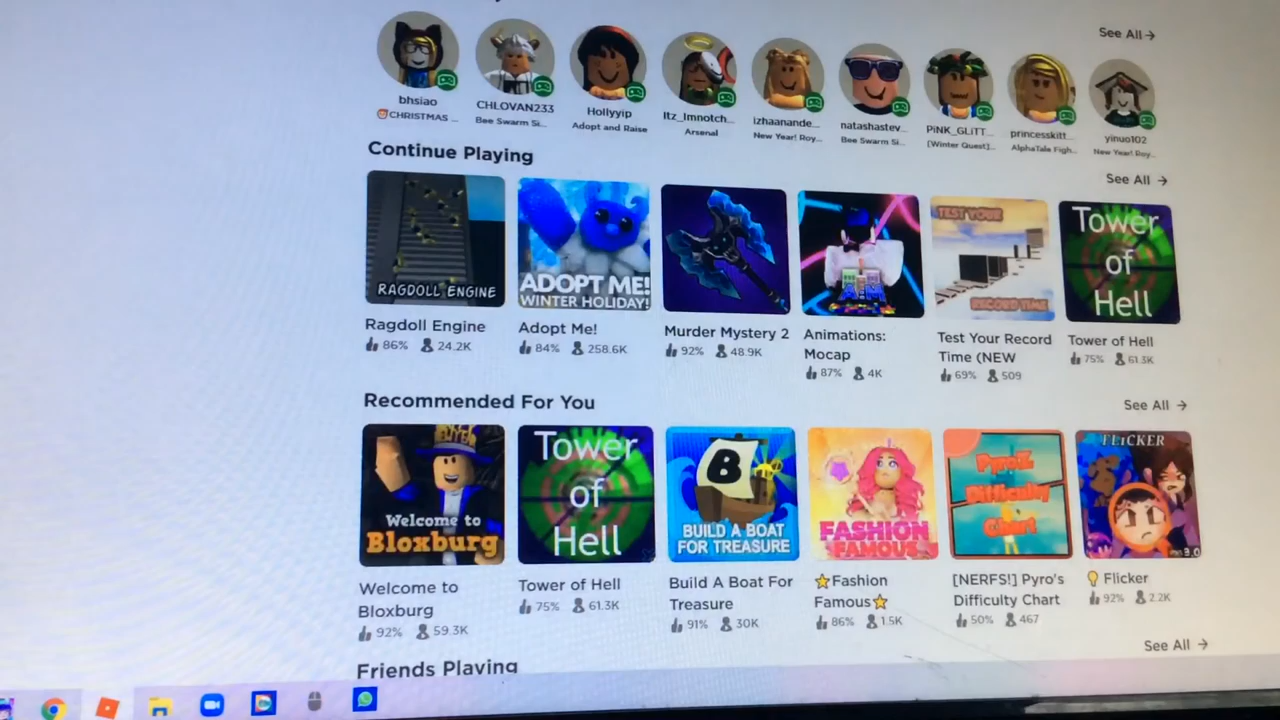 See All →
bhsiao
CHLOVAN233
Hollyyip
Itz_Imnotch...
izhaanande...
natashastev...
PiNK_GLiTT...
princesskitt...
yinuo102
CHRISTMAS ...
Bee Swarm Si...
Adopt and Raise
Arsenal
New Year! Roy...
Bee Swarm Si...
[Winter Quest]...
AlphaTale Figh...
New Year! Roy...
Continue Playing
See All →
RAGDOLL ENGINE
ADOPT ME!
WINTER HOLIDAY!
AIM
TEST YOUR
RECORD TIME
Tower
of
Hell
Ragdoll Engine
86% 24.2K
Adopt Me!
84% 258.6K
Murder Mystery 2
92% 48.9K
Animations:
Mocap
87% 4K
Test Your Record
Time (NEW
69% 509
Tower of Hell
75% 61.3K
Recommended For You
See All →
Welcome to
Bloxburg
Tower
of
Hell
B
BUILD A BOAT
FOR TREASURE
FASHION
FAMOUS
Pyro's
Difficulty
Chart
FLiCKER
3.0
Welcome to
Bloxburg
92% 59.3K
Tower of Hell
75% 61.3K
Build A Boat For
Treasure
91% 30K
⭐Fashion
Famous⭐
86% 1.5K
[NERFS!] Pyro's
Difficulty Chart
50% 467
💡 Flicker
92% 2.2K
Friends Playing
See All →